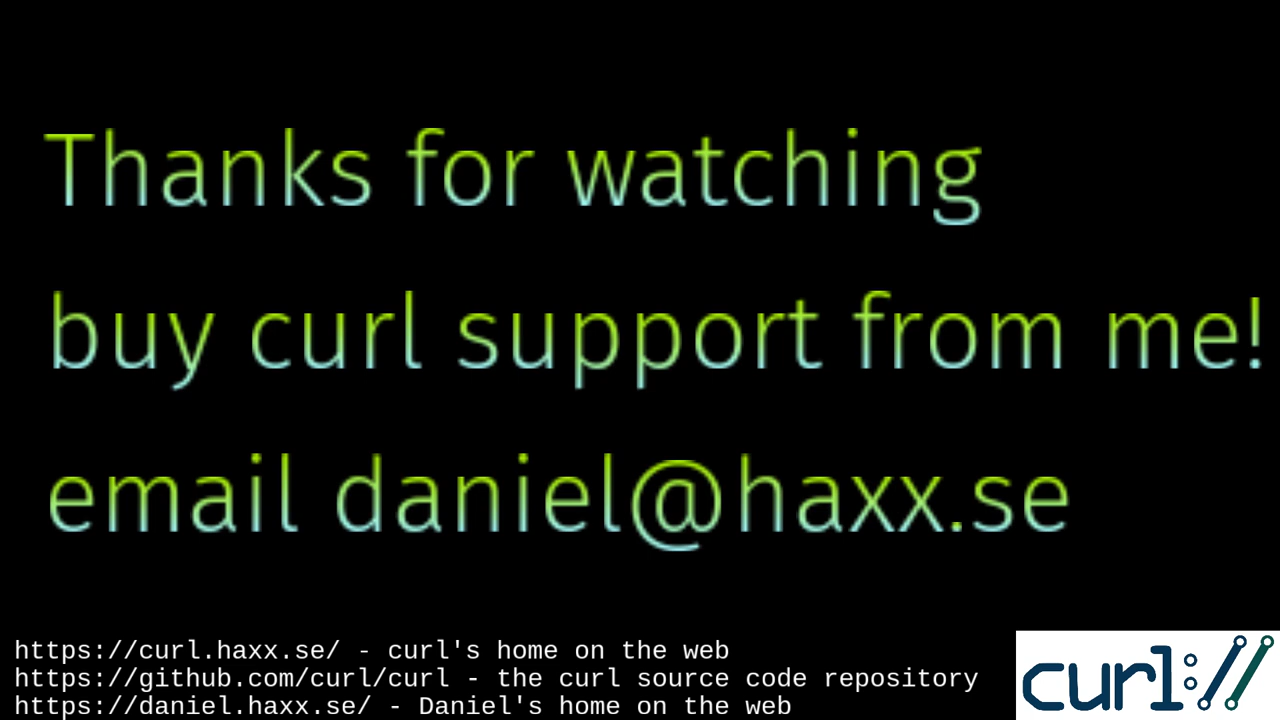 Thanks for watching
buy curl support from me!
email daniel@haxx.se
https://curl.haxx.se/ - curl's home on the web
https://github.com/curl/curl - the curl source code repository
https://daniel.haxx.se/ - Daniel's home on the web
curl://